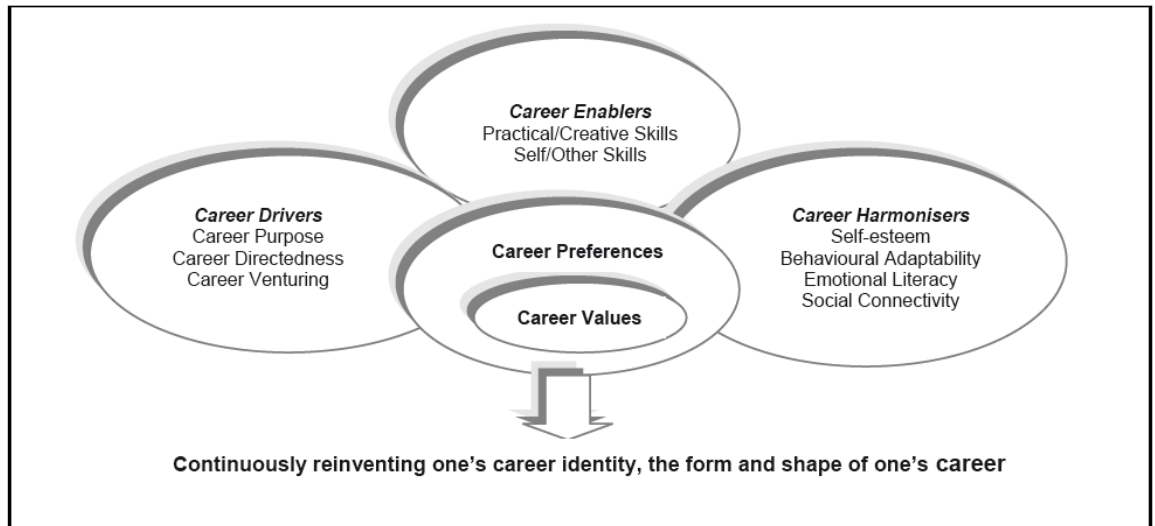 Career Enablers
Practical/Creative Skills
Self/Other Skills
Career Drivers
Career Purpose
Career Directedness
Career Venturing
Career Preferences
Career Values
Career Harmonisers
Self-esteem
Behavioural Adaptability
Emotional Literacy
Social Connectivity
Continuously reinventing one’s career identity, the form and shape of one’s career